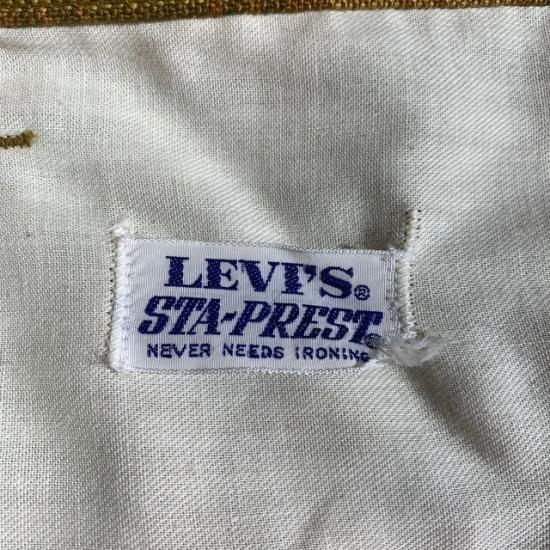 LEVI'S®
STA-PREST
NEVER NEEDS IRONING